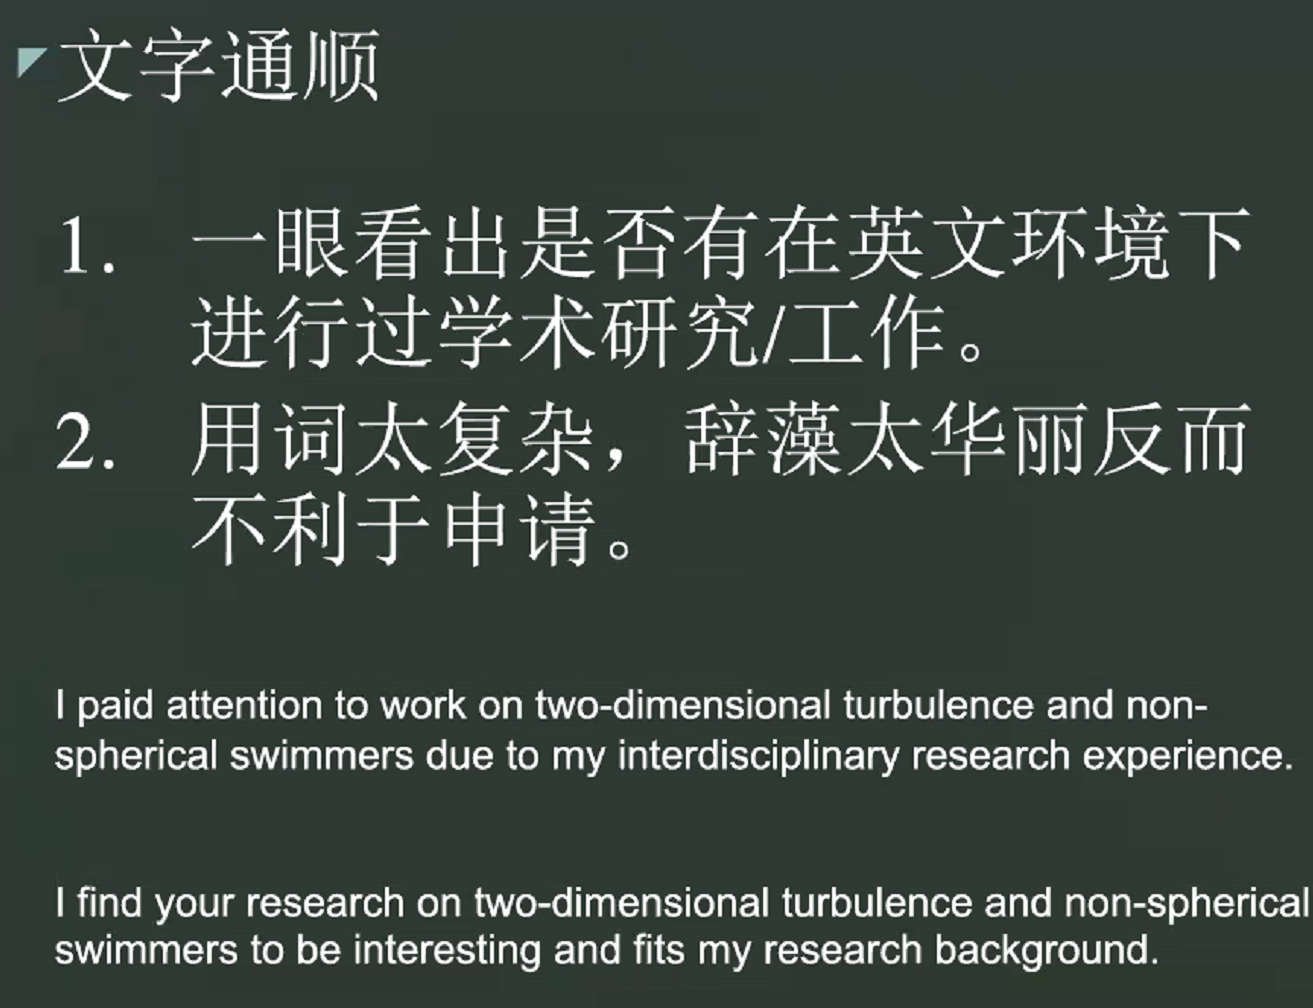 文字通顺
1. 一眼看出是否有在英文环境下
进行过学术研究/工作。
2. 用词太复杂，辞藻太华丽反而
不利于申请。
I paid attention to work on two-dimensional turbulence and non-
spherical swimmers due to my interdisciplinary research experience.
I find your research on two-dimensional turbulence and non-spherical
swimmers to be interesting and fits my research background.